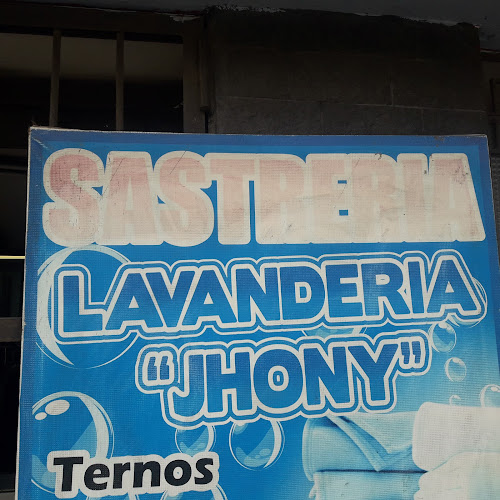 SASTRERIA
LAVANDERIA
"JHONY"
Ternos